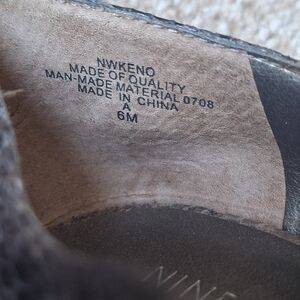 NWKENO
MADE OF QUALITY
MAN-MADE MATERIAL 0708
MADE IN CHINA
A
6M